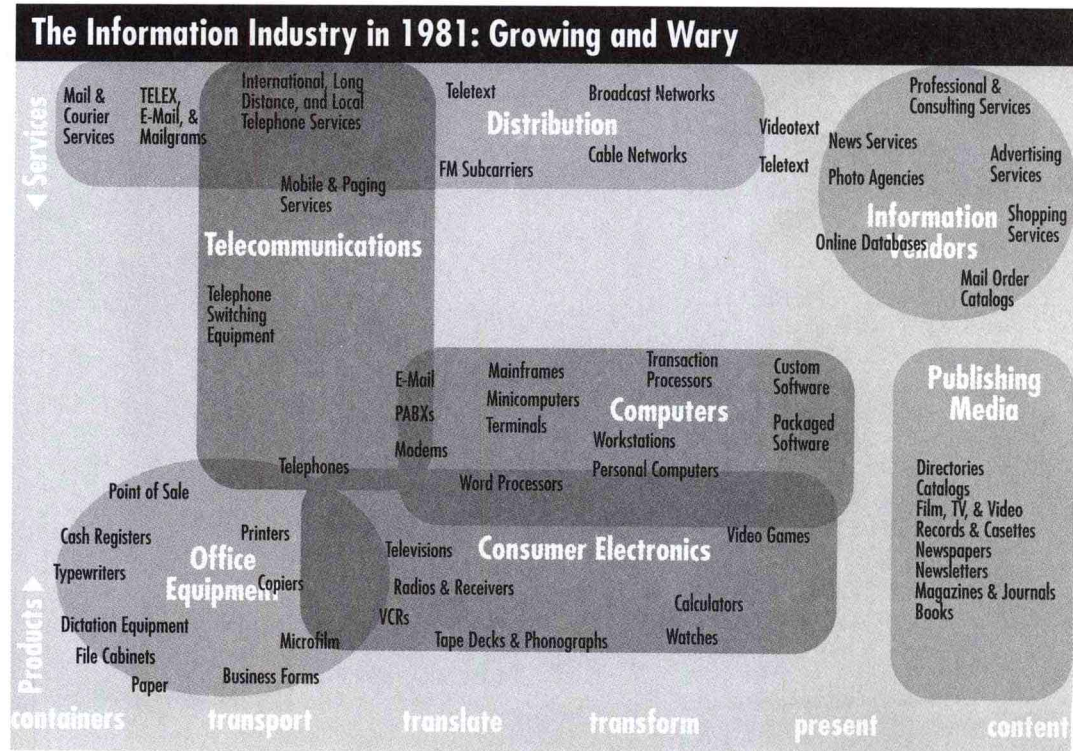 The Information Industry in 1981: Growing and Wary
◀Services
Mail &
Courier
Services
TELEX,
E-Mail, &
Mailgrams
International, Long
Distance, and Local
Telephone Services
Teletext
Broadcast Networks
Distribution
FM Subcarriers
Cable Networks
Videotext
Teletext
Professional &
Consulting Services
News Services
Photo Agencies
Advertising
Services
Information
Vendors
Shopping
Services
Online Databases
Mail Order
Catalogs
Mobile & Paging
Services
Telecommunications
Telephone
Switching
Equipment
E-Mail
PABXs
Modems
Mainframes
Minicomputers
Terminals
Transaction
Processors
Computers
Workstations
Personal Computers
Custom
Software
Packaged
Software
Word Processors
Telephones
Publishing
Media
Directories
Catalogs
Film, TV, & Video
Records & Casettes
Newspapers
Newsletters
Magazines & Journals
Books
Products▶
Point of Sale
Cash Registers
Printers
Typewriters
Office
Equipment
Copiers
Dictation Equipment
Microfilm
File Cabinets
Paper
Business Forms
Televisions
Consumer Electronics
Video Games
Radios & Receivers
VCRs
Calculators
Tape Decks & Phonographs
Watches
containers
transport
translate
transform
present
content